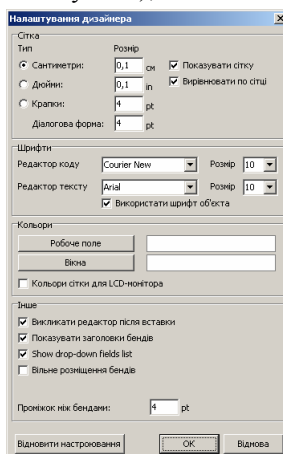 Налаштування дизайнера
Сітка
Тип Розмір
Сантиметри: 0,1 см Показувати сітку
Дюйми: 0,1 in Вирівнювати по сітці
Крапки: 4 pt
Діалогова форма: 4 pt
Шрифти
Редактор коду Courier New Розмір 10
Редактор тексту Arial Розмір 10
Використати шрифт об'єкта
Кольори
Робоче поле
Вікна
Кольори сітки для LCD-монітора
Інше
Викликати редактор після вставки
Показувати заголовки бендів
Show drop-down fields list
Вільне розміщення бендів
Проміжок між бендами: 4 pt
Відновити настроювання OK Відмова